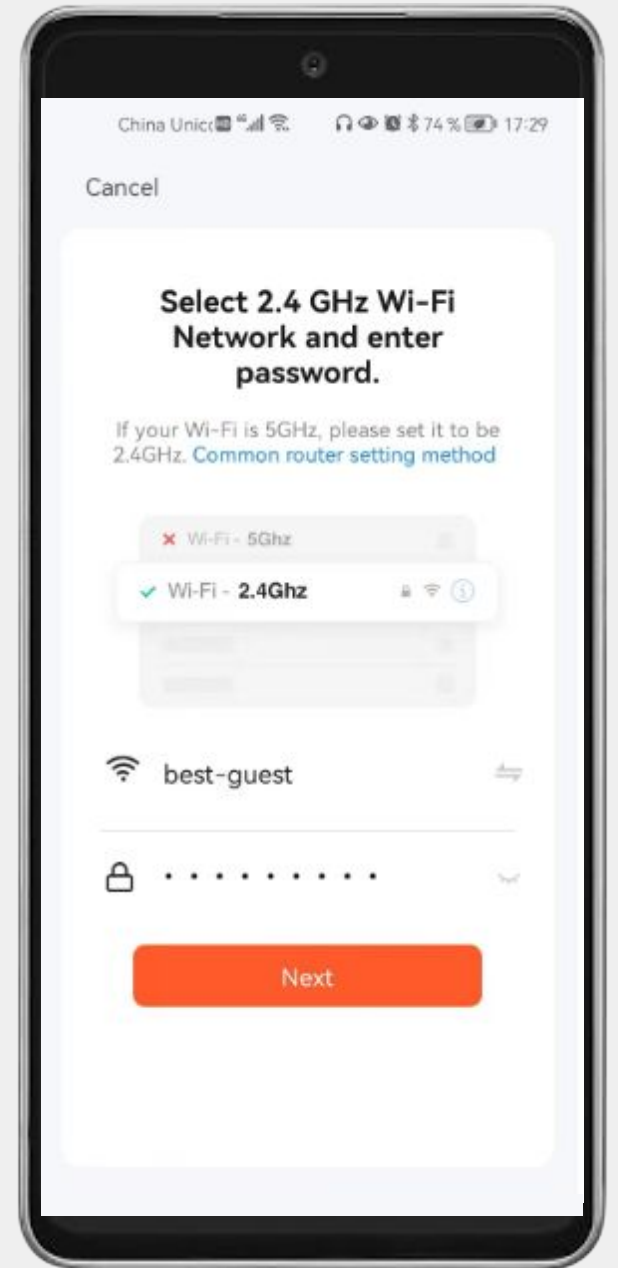 China Unic 74 % 17:29
Cancel
Select 2.4 GHz Wi-Fi
Network and enter
password.
If your Wi-Fi is 5GHz, please set it to be
2.4GHz. Common router setting method
Wi-Fi - 5Ghz
Wi-Fi - 2.4Ghz
best-guest
Next